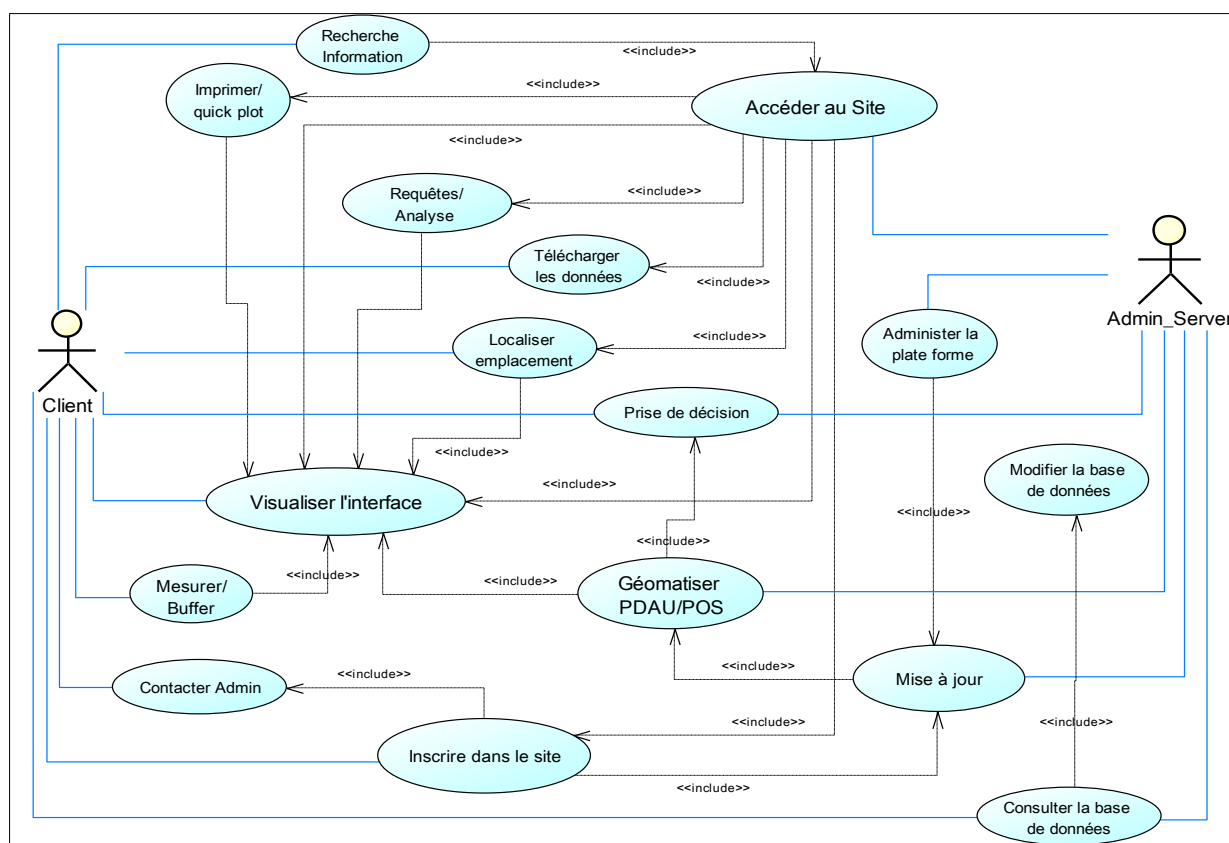 Recherche
Information
<<include>>
Imprimer/
quick plot
<<include>>
Accéder au Site
<<include>>
Requêtes/
Analyse
<<include>>
Télécharger
les données
<<include>>
Admin_Server
Localiser
emplacement
<<include>>
Administer la
plate forme
Client
Prise de décision
<<include>>
Modifier la base
de données
Visualiser l'interface
<<include>>
<<include>>
<<include>>
Mesurer/
Buffer
<<include>>
<<include>>
Géomatiser
PDAU/POS
<<include>>
<<include>>
Contacter Admin
<<include>>
<<include>>
Mise à jour
Inscrire dans le site
<<include>>
<<include>>
Consulter la base
de données